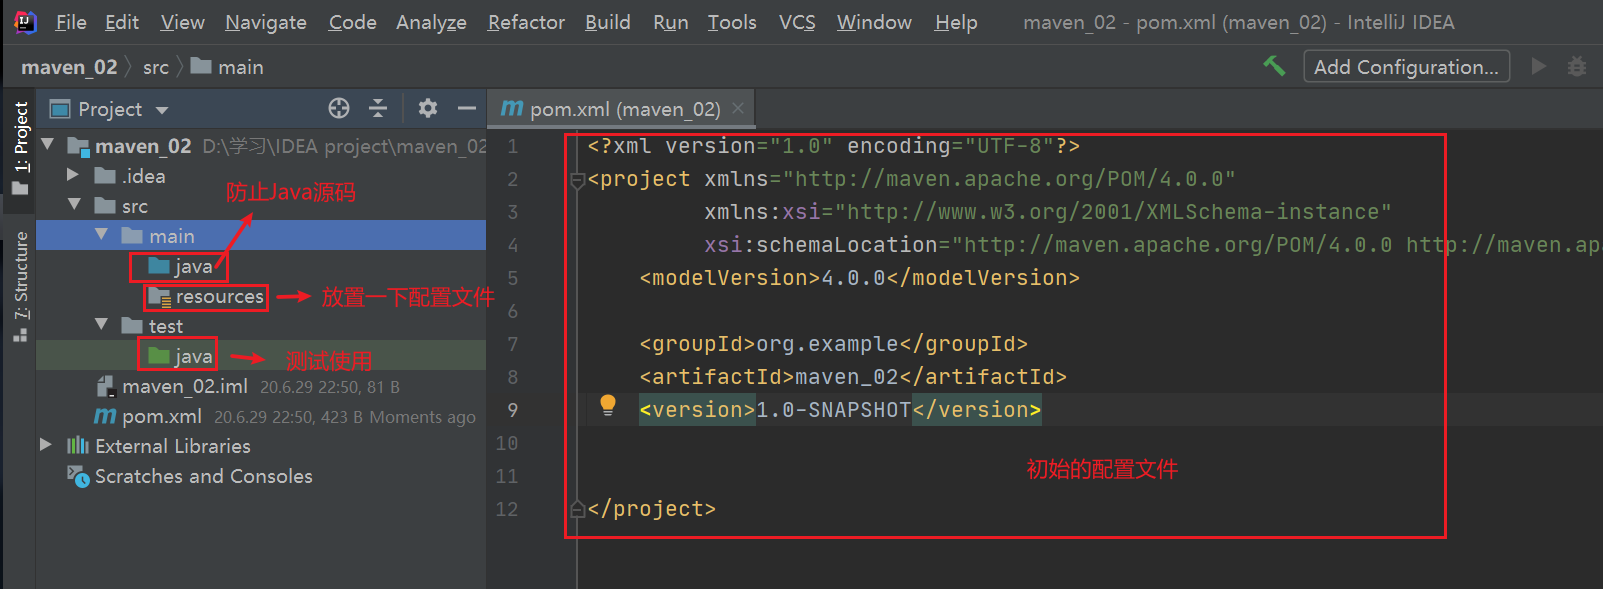 File Edit View Navigate Code Analyze Refactor Build Run Tools VCS Window Help maven_02 - pom.xml (maven_02) - IntelliJ IDEA
maven_02 src main Add Configuration...
1: Project
7: Structure
Project
maven_02 D:\学习\IDEA project\maven_02
.idea
防止Java源码
src
main
java
resources
放置一下配置文件
test
java
测试使用
maven_02.iml 20.6.29 22:50, 81 B
pom.xml 20.6.29 22:50, 423 B Moments ago
External Libraries
Scratches and Consoles
pom.xml (maven_02)
1 <?xml version="1.0" encoding="UTF-8"?>
2 <project xmlns="http://maven.apache.org/POM/4.0.0"
3 xmlns:xsi="http://www.w3.org/2001/XMLSchema-instance"
4 xsi:schemaLocation="http://maven.apache.org/POM/4.0.0 http://maven.apa
5 <modelVersion>4.0.0</modelVersion>
6
7 <groupId>org.example</groupId>
8 <artifactId>maven_02</artifactId>
9 <version>1.0-SNAPSHOT</version>
10
11
初始的配置文件
12 </project>